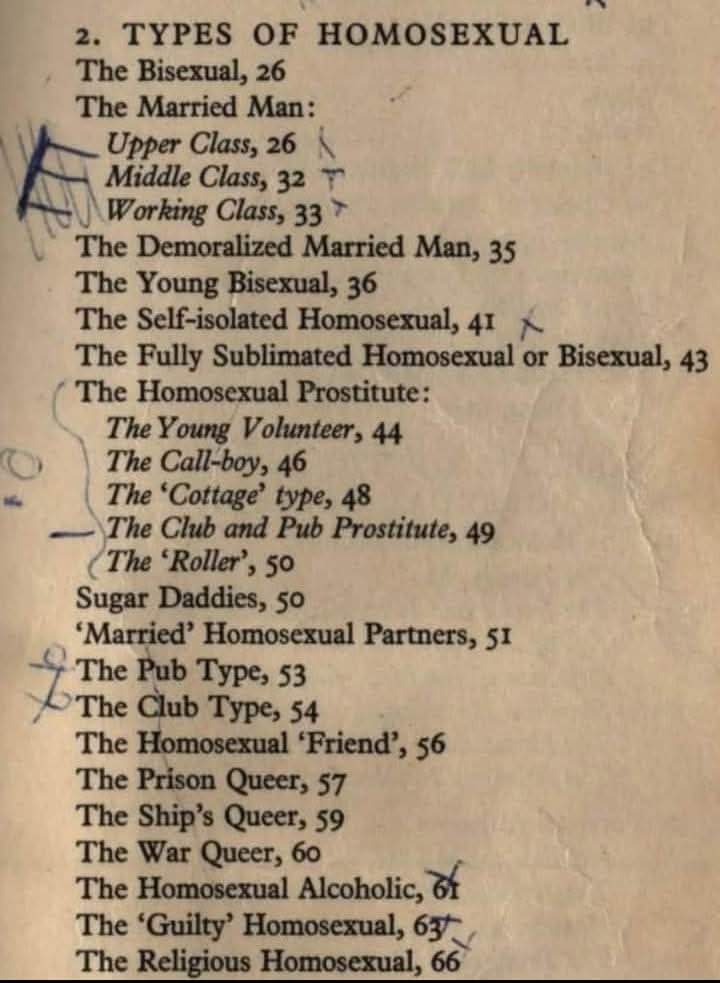 2. TYPES OF HOMOSEXUAL
The Bisexual, 26
The Married Man:
Upper Class, 26
Middle Class, 32
Working Class, 33
The Demoralized Married Man, 35
The Young Bisexual, 36
The Self-isolated Homosexual, 41
The Fully Sublimated Homosexual or Bisexual, 43
The Homosexual Prostitute:
The Young Volunteer, 44
The Call-boy, 46
The ‘Cottage’ type, 48
The Club and Pub Prostitute, 49
The ‘Roller’, 50
Sugar Daddies, 50
‘Married’ Homosexual Partners, 51
The Pub Type, 53
The Club Type, 54
The Homosexual ‘Friend’, 56
The Prison Queer, 57
The Ship’s Queer, 59
The War Queer, 60
The Homosexual Alcoholic, 61
The ‘Guilty’ Homosexual, 63
The Religious Homosexual, 66